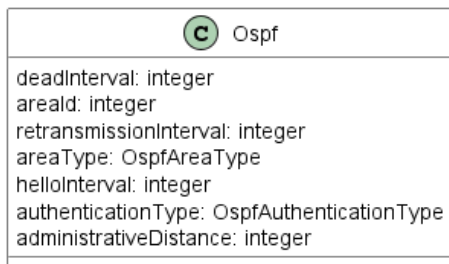 C Ospf
deadInterval: integer
areaId: integer
retransmissionInterval: integer
areaType: OspfAreaType
helloInterval: integer
authenticationType: OspfAuthenticationType
administrativeDistance: integer